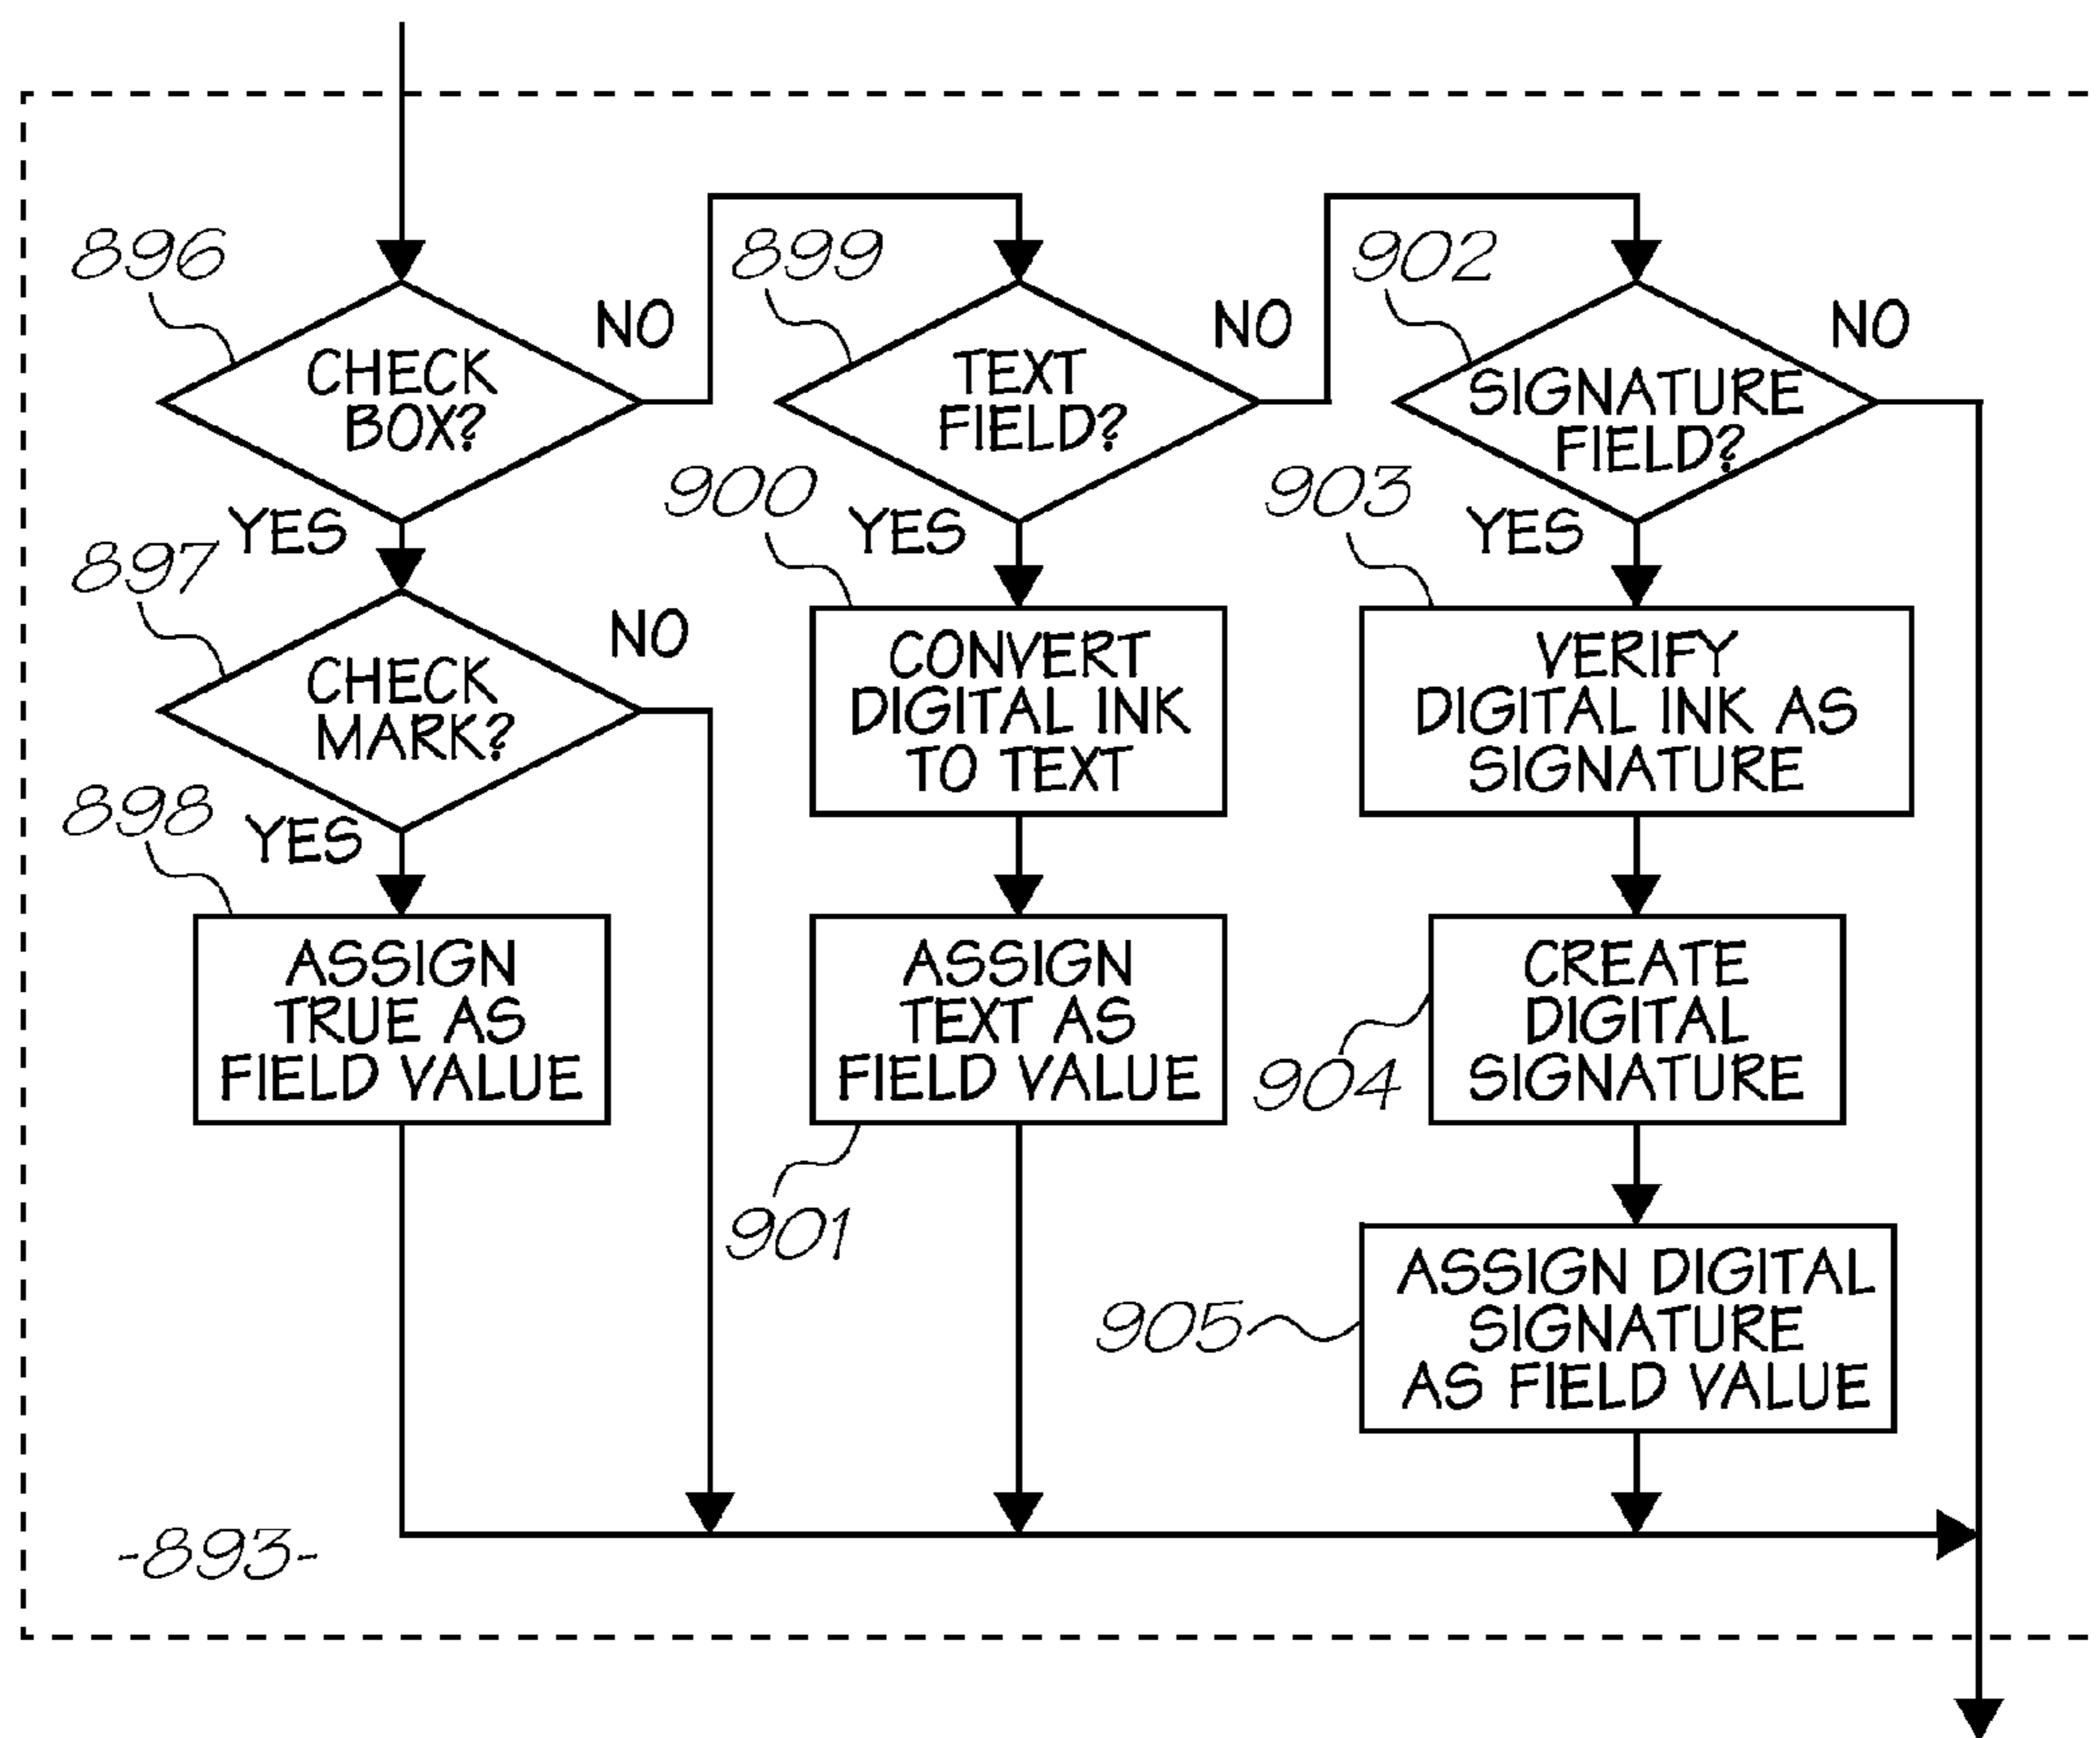 896
CHECK
BOX?
NO
YES
897
CHECK
MARK?
NO
YES
898
ASSIGN
TRUE AS
FIELD VALUE
899
TEXT
FIELD?
NO
YES
900
CONVERT
DIGITAL INK
TO TEXT
ASSIGN
TEXT AS
FIELD VALUE
901
902
SIGNATURE
FIELD?
NO
YES
903
VERIFY
DIGITAL INK AS
SIGNATURE
CREATE
DIGITAL
SIGNATURE
904
ASSIGN DIGITAL
SIGNATURE
AS FIELD VALUE
905
-893-